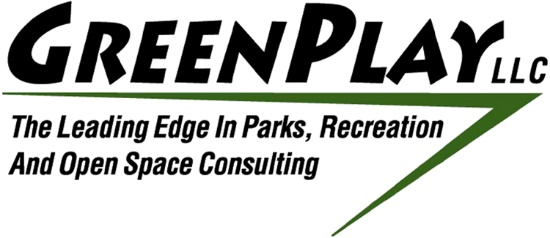 GREENPLAY LLC
The Leading Edge In Parks, Recreation
And Open Space Consulting